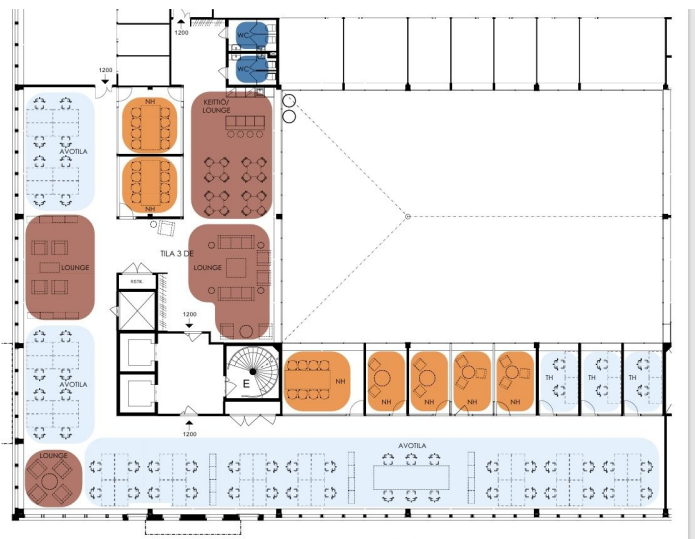 1200
WC
1200
WC
NH
KEITTIÖ/
LOUNGE
AVOTILA
NH
TILA 3 DE
LOUNGE
LOUNGE
1200
E
AVOTILA
NH
NH
NH
NH
NH
TH
TH
TH
1200
AVOTILA
LOUNGE